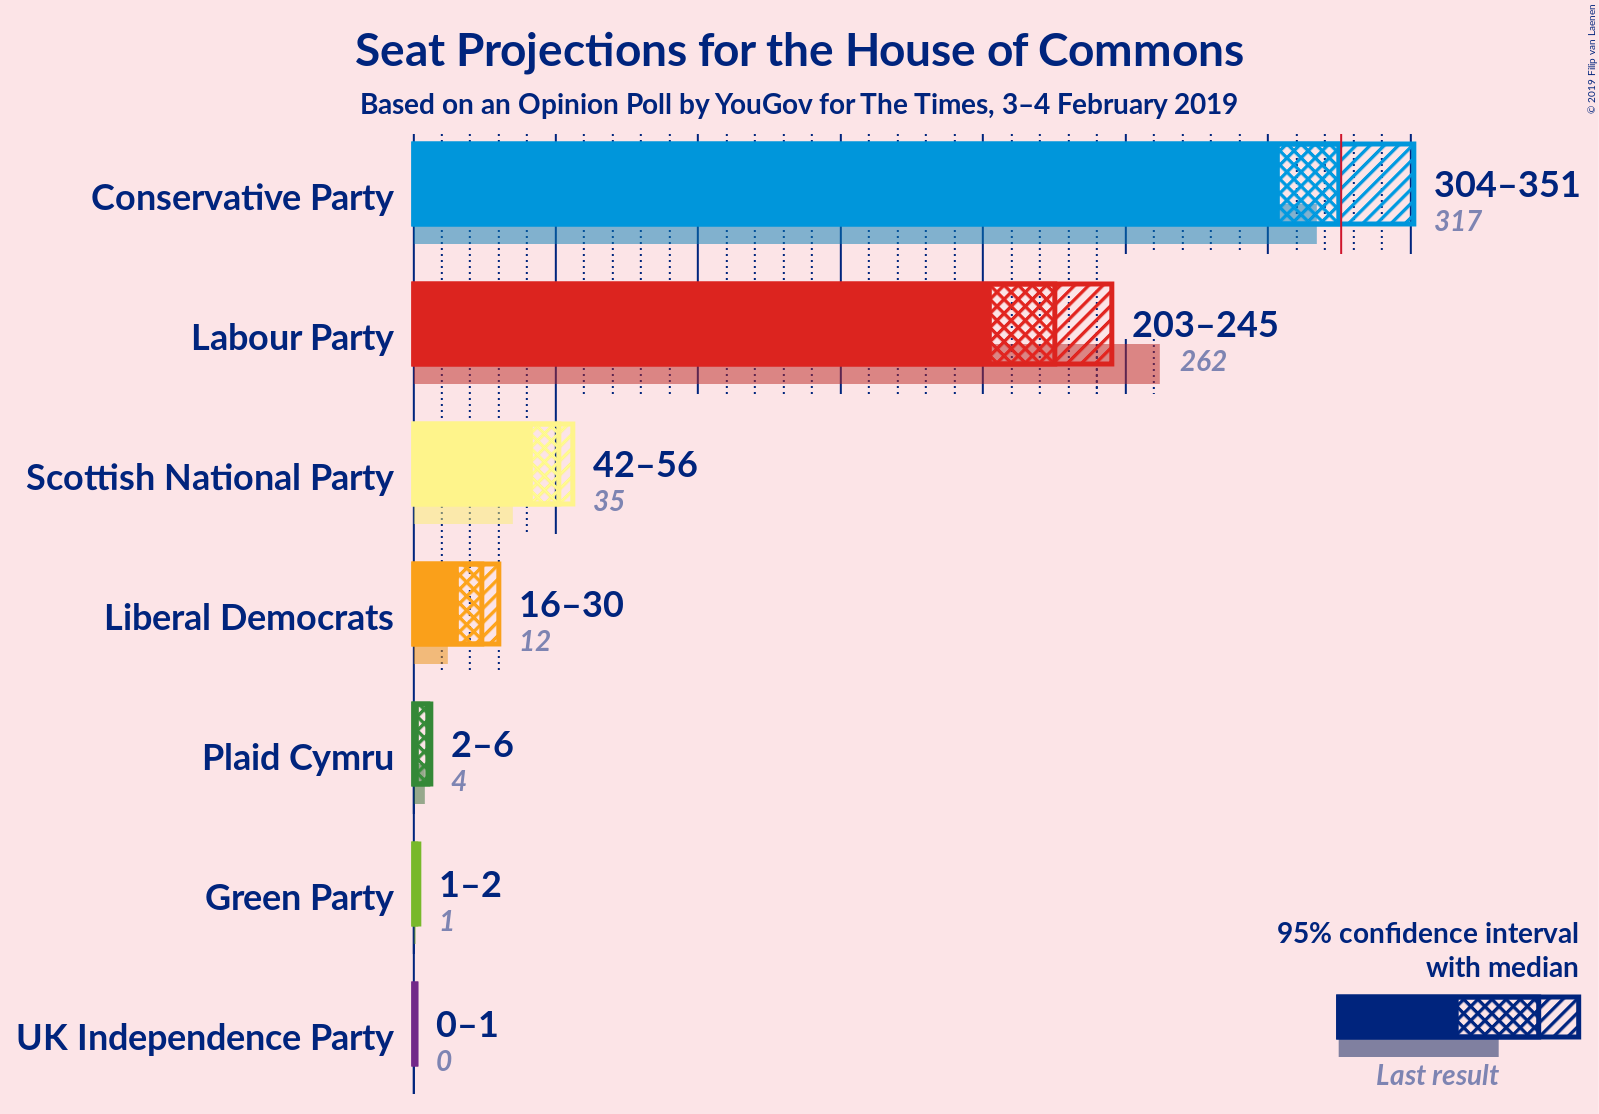 Seat Projections for the House of Commons
Based on an Opinion Poll by YouGov for The Times, 3–4 February 2019
© 2019 Filip van Laenen
Conservative Party
304–351
317
Labour Party
203–245
262
Scottish National Party
42–56
35
Liberal Democrats
16–30
12
Plaid Cymru
2–6
4
Green Party
1–2
1
UK Independence Party
0–1
0
95% confidence interval
with median
Last result